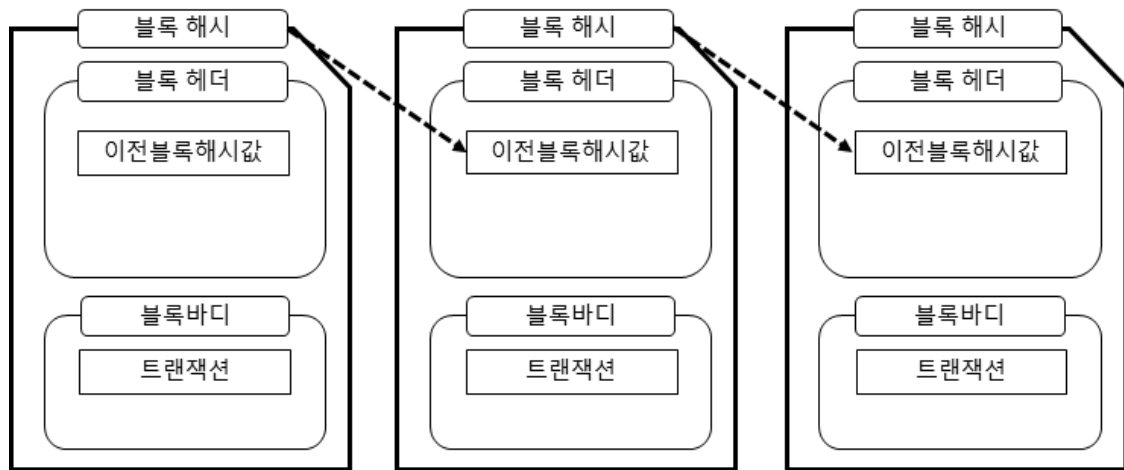 블록 해시
블록 헤더
이전블록해시값
블록바디
트랜잭션
블록 해시
블록 헤더
이전블록해시값
블록바디
트랜잭션
블록 해시
블록 헤더
이전블록해시값
블록바디
트랜잭션